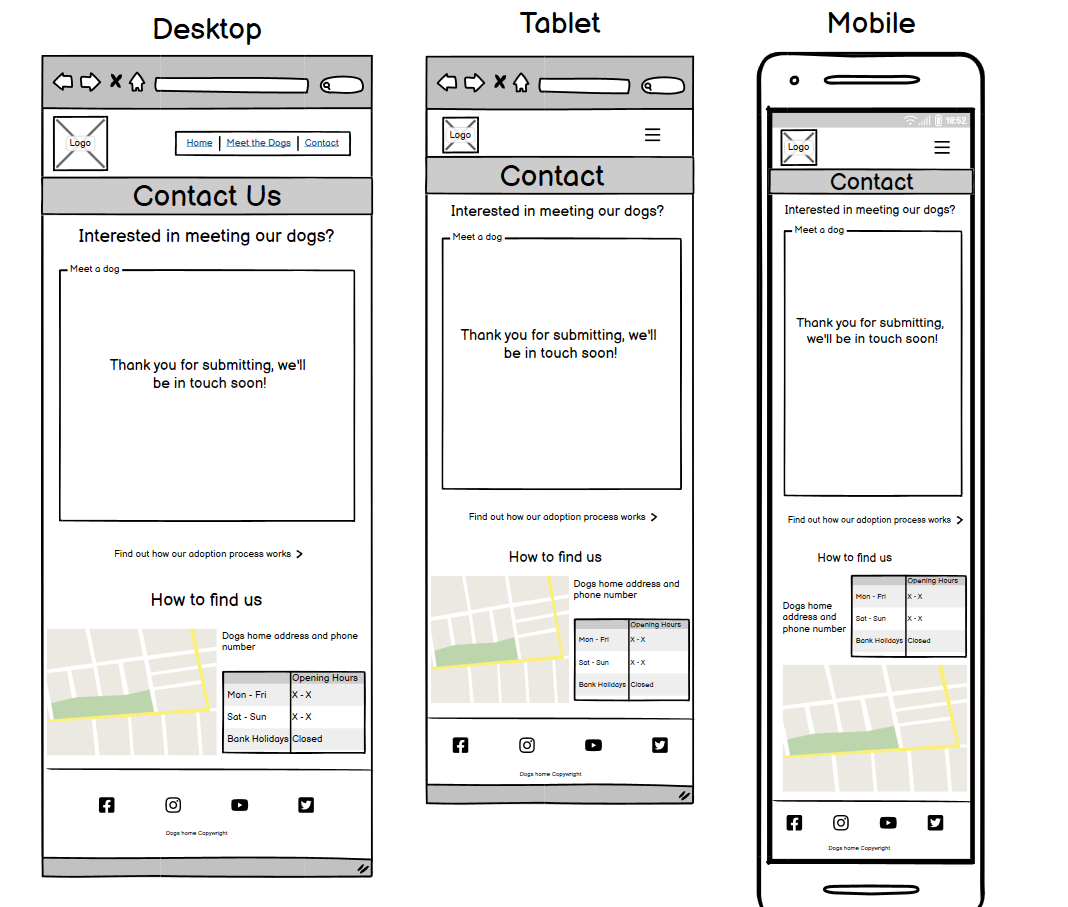 Desktop
Logo
Home | Meet the Dogs | Contact
Contact Us
Interested in meeting our dogs?
Meet a dog
Thank you for submitting, we'll
be in touch soon!
Find out how our adoption process works
How to find us
Dogs home address and phone
number
Opening Hours
Mon - Fri X - X
Sat - Sun X - X
Bank Holidays Closed
Dogs home Copywright
Tablet
Logo
Contact
Interested in meeting our dogs?
Meet a dog
Thank you for submitting, we'll
be in touch soon!
Find out how our adoption process works
How to find us
Dogs home address and
phone number
Opening Hours
Mon - Fri X - X
Sat - Sun X - X
Bank Holidays Closed
Dogs home Copywright
Mobile
18:52
Logo
Contact
Interested in meeting our dogs?
Meet a dog
Thank you for submitting,
we'll be in touch soon!
Find out how our adoption process works
How to find us
Dogs home
address and
phone number
Opening Hours
Mon - Fri X - X
Sat - Sun X - X
Bank Holidays Closed
Dogs home Copywright